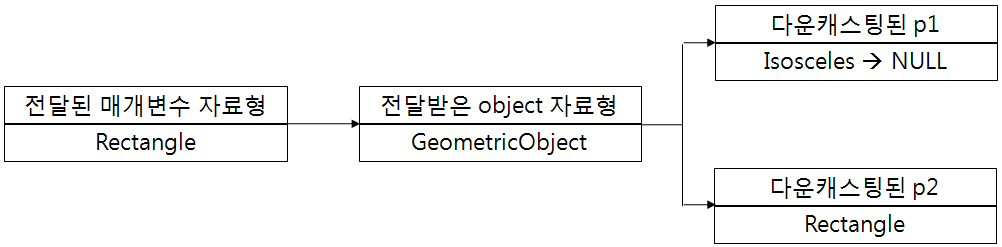 전달된 매개변수 자료형
Rectangle
전달받은 object 자료형
GeometricObject
다운캐스팅된 p1
Isosceles → NULL
다운캐스팅된 p2
Rectangle